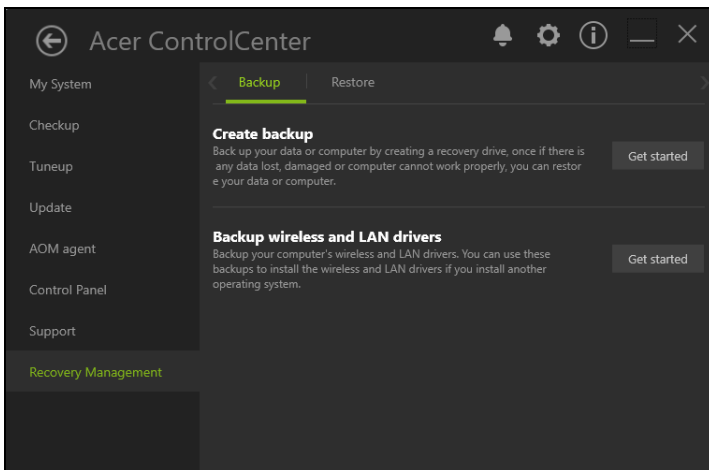 Acer ControlCenter
My System
Checkup
Tuneup
Update
AOM agent
Control Panel
Support
Recovery Management
Backup
Restore
Create backup
Back up your data or computer by creating a recovery drive, once if there is
any data lost, damaged or computer cannot work properly, you can restor
e your data or computer.
Get started
Backup wireless and LAN drivers
Backup your computer's wireless and LAN drivers. You can use these
backups to install the wireless and LAN drivers if you install another
operating system.
Get started